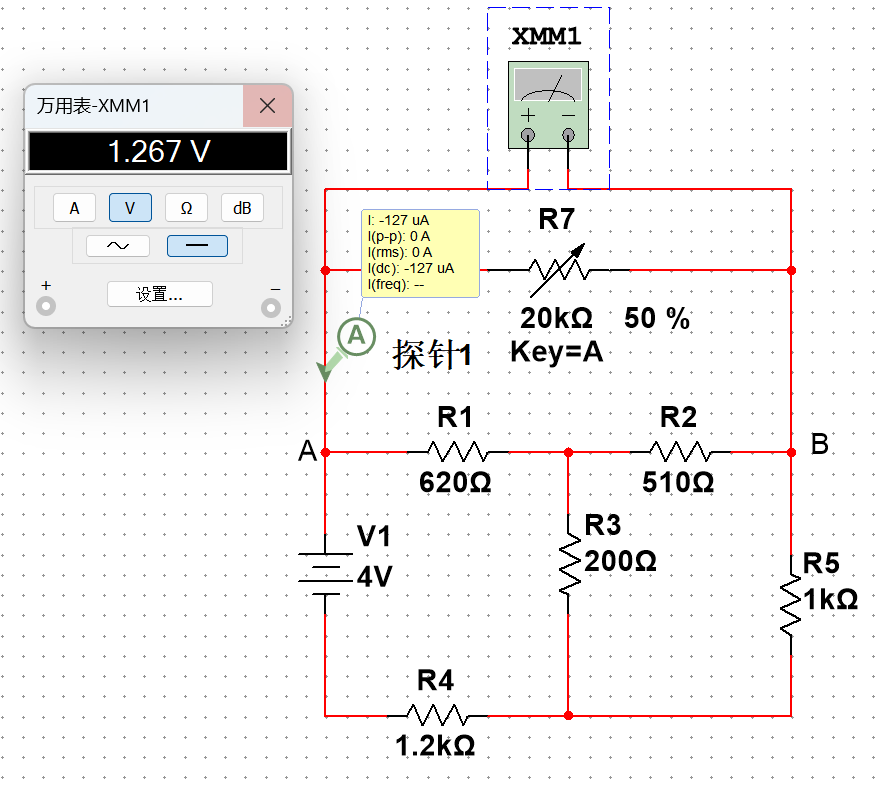 XMM1
万用表-XMM1
1.267 V
A
V
Ω
dB
+
−
设置...
+
−
I: -127 uA
I(p-p): 0 A
I(rms): 0 A
I(dc): -127 uA
I(freq): --
A
探针1
R7
20kΩ 50 %
Key=A
A
R1
620Ω
R2
510Ω
B
V1
4V
R3
200Ω
R5
1kΩ
R4
1.2kΩ